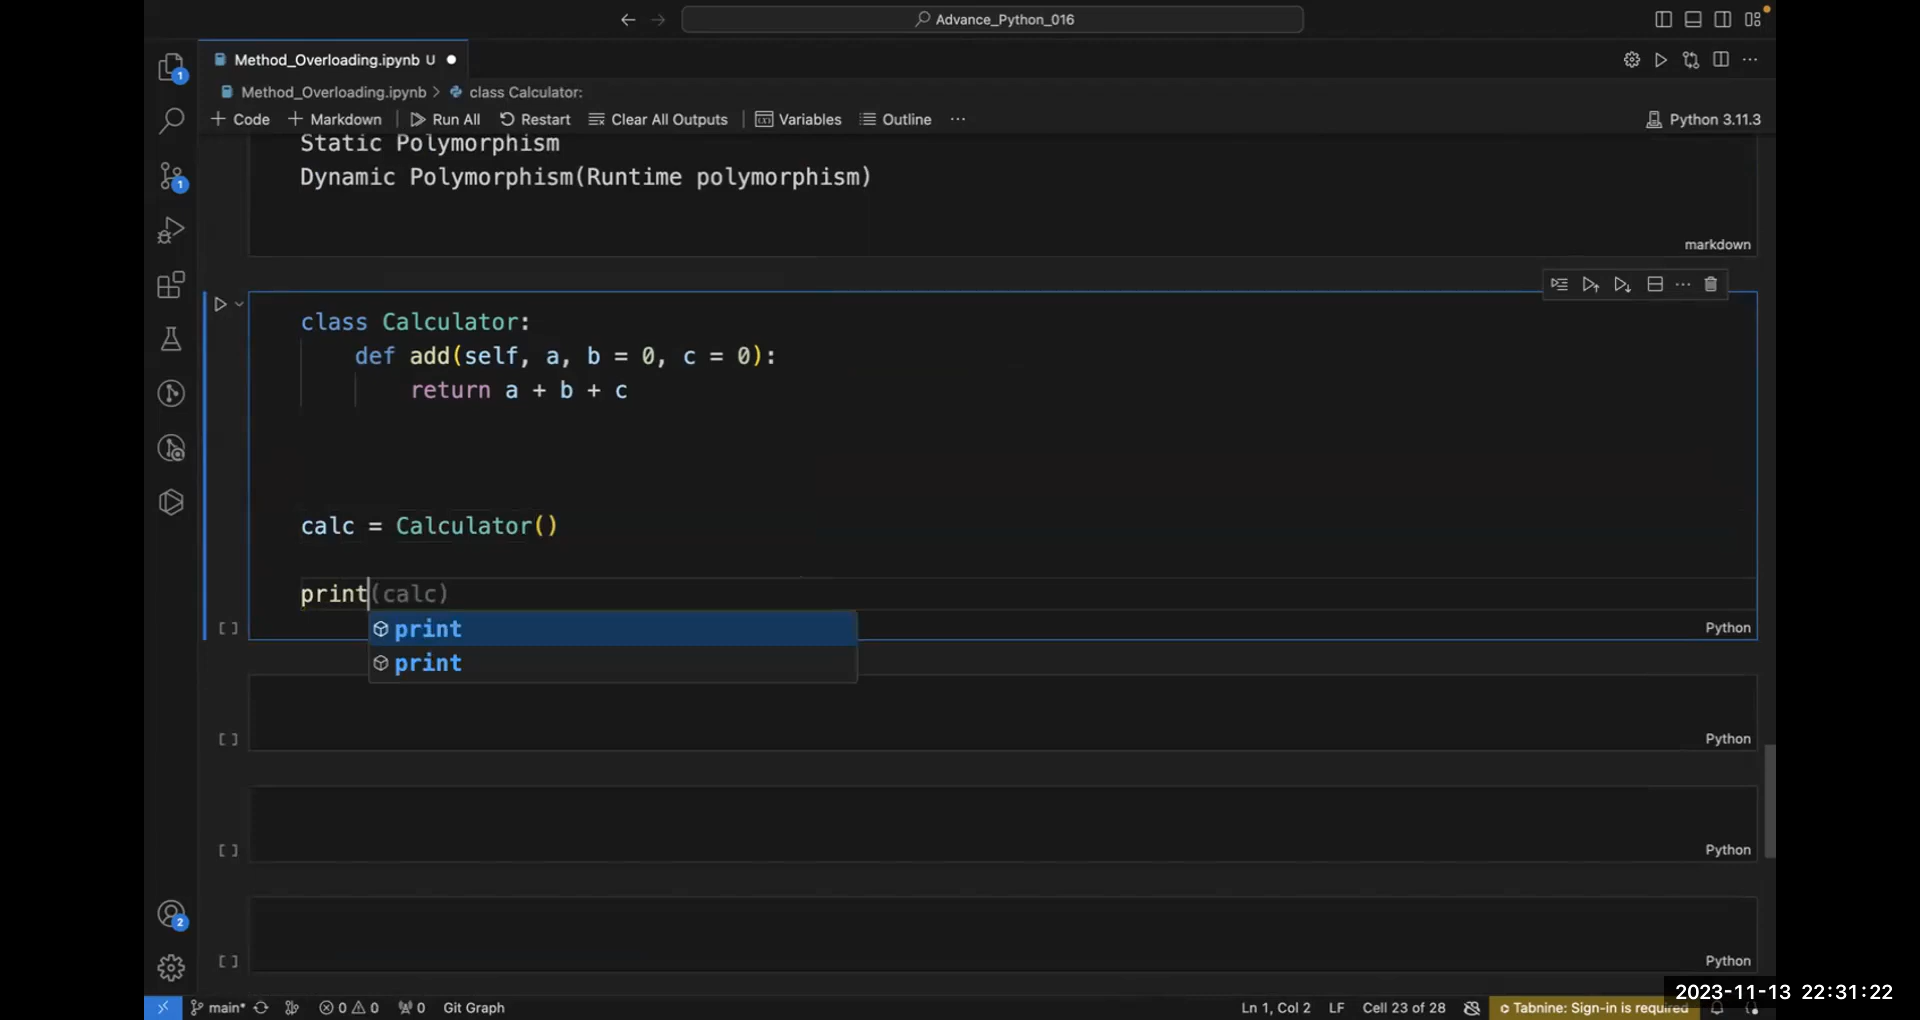 Advance_Python_016
Method_Overloading.ipynb U
Method_Overloading.ipynb > class Calculator:
+ Code + Markdown | Run All Restart Clear All Outputs | Variables Outline ... Python 3.11.3
1
1
Static Polymorphism
Dynamic Polymorphism(Runtime polymorphism)
markdown
class Calculator:
def add(self, a, b = 0, c = 0):
return a + b + c
calc = Calculator()
print(calc)
[ ] Python
print
print
[ ] Python
[ ] Python
[ ] Python
2
main* 0 0 0 Git Graph Ln 1, Col 2 LF Cell 23 of 28 Tabnine: Sign-in is required
2023-11-13 22:31:22